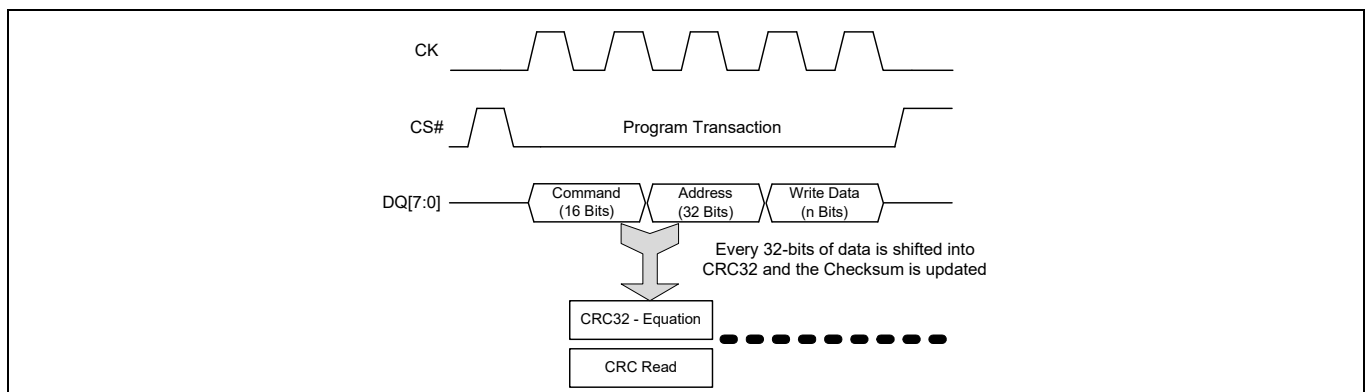 CK
CS#
Program Transaction
DQ[7:0]
Command
(16 Bits)
Address
(32 Bits)
Write Data
(n Bits)
Every 32-bits of data is shifted into
CRC32 and the Checksum is updated
CRC32 - Equation
CRC Read